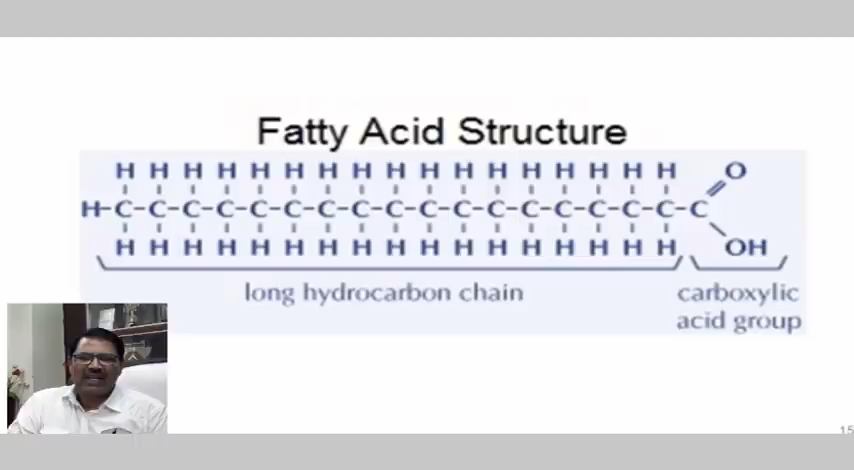 Fatty Acid Structure
H H H H H H H H H H H H H H H H H O
H-C-C-C-C-C-C-C-C-C-C-C-C-C-C-C-C-C-C
H H H H H H H H H H H H H H H H H OH
long hydrocarbon chain
carboxylic
acid group
15